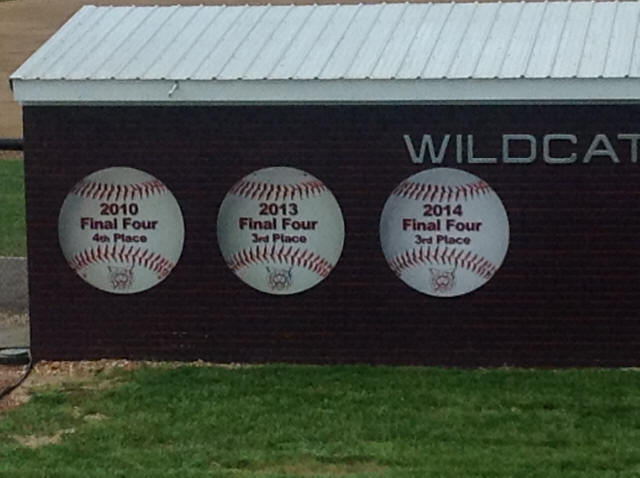 WILDCAT
2010
Final Four
4th Place
2013
Final Four
3rd Place
2014
Final Four
3rd Place